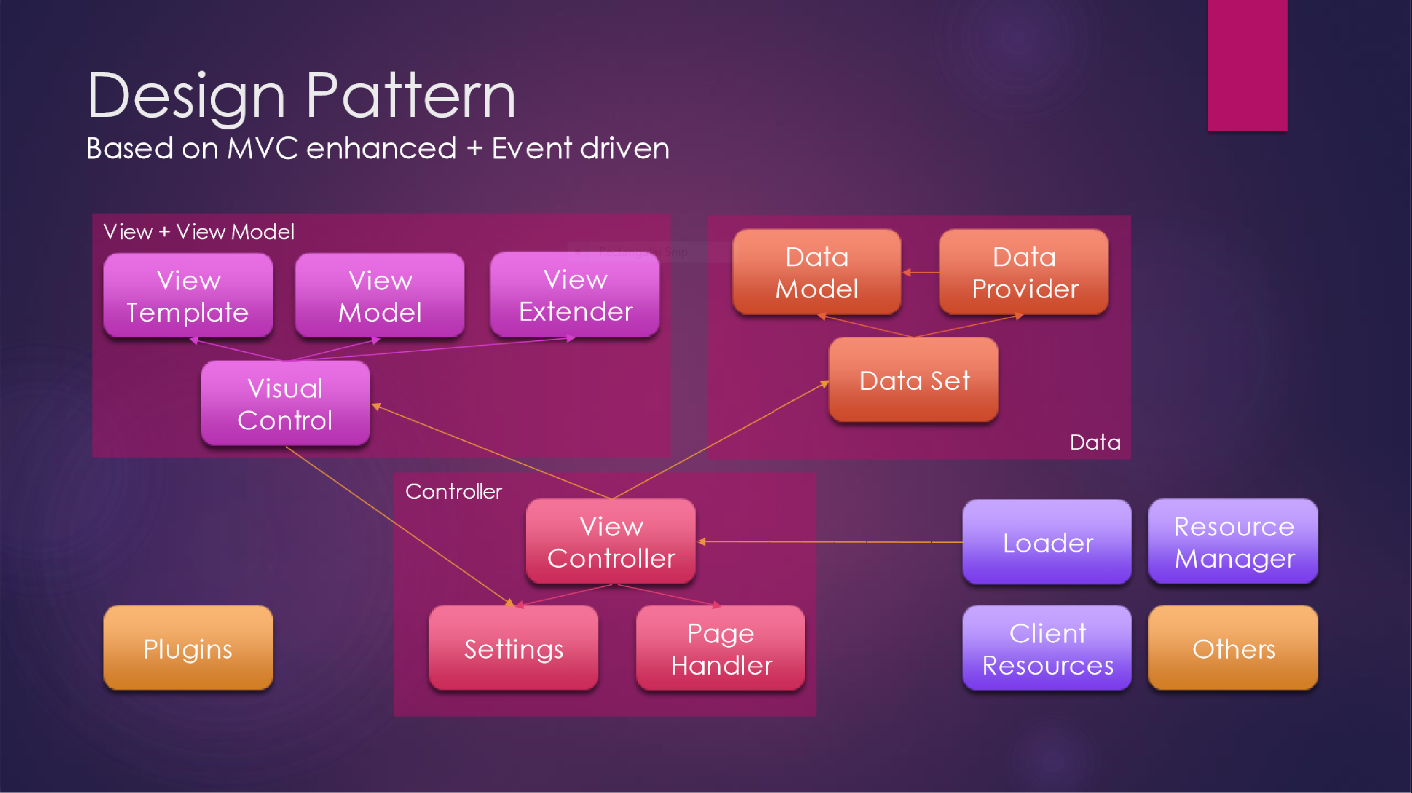 Design Pattern
Based on MVC enhanced + Event driven
View + View Model
View
Template
View
Model
View
Extender
Visual
Control
Data
Model
Data
Provider
Data Set
Data
Controller
View
Controller
Settings
Page
Handler
Loader
Resource
Manager
Client
Resources
Others
Plugins